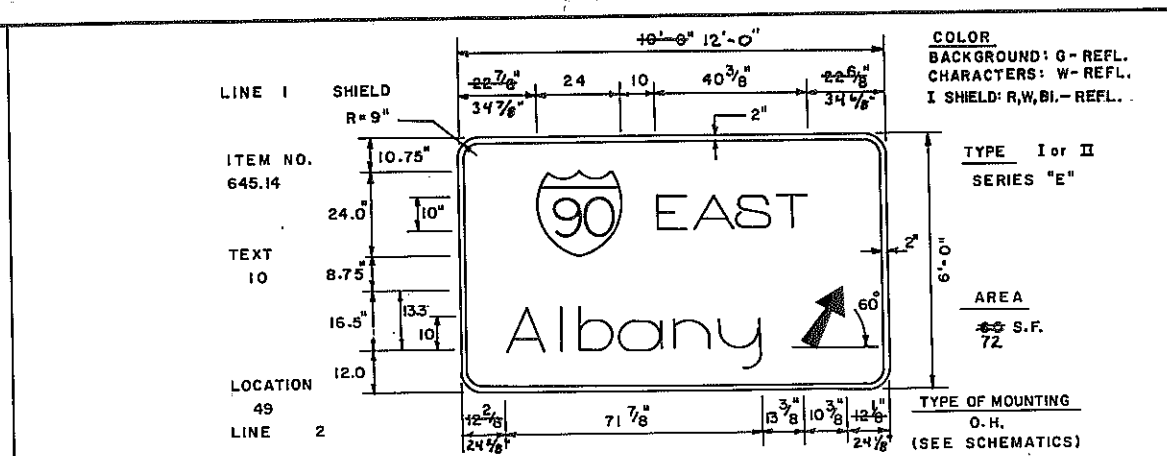 10'-0" 12'-0"
COLOR
BACKGROUND: G-REFL.
CHARACTERS: W-REFL.
I SHIELD: R,W,Bl.-REFL.
22 7/8" 24 10 40 3/8" 22 6/8"
34 7/8" 34 6/8"
LINE 1 SHIELD
R=9"
2"
ITEM NO.
645.14
10.75"
TYPE I or II
SERIES "E"
24.0" 10"
90 EAST
2"
6'-0"
TEXT
10
8.75"
16.5" 13.3
10
Albany
60°
AREA
60 S.F.
72
12.0
LOCATION
49
LINE 2
12 2/8" 71 7/8" 13 3/8" 10 3/8" 12 1/8"
24 2/8" 24 1/8"
TYPE OF MOUNTING
O.H.
(SEE SCHEMATICS)